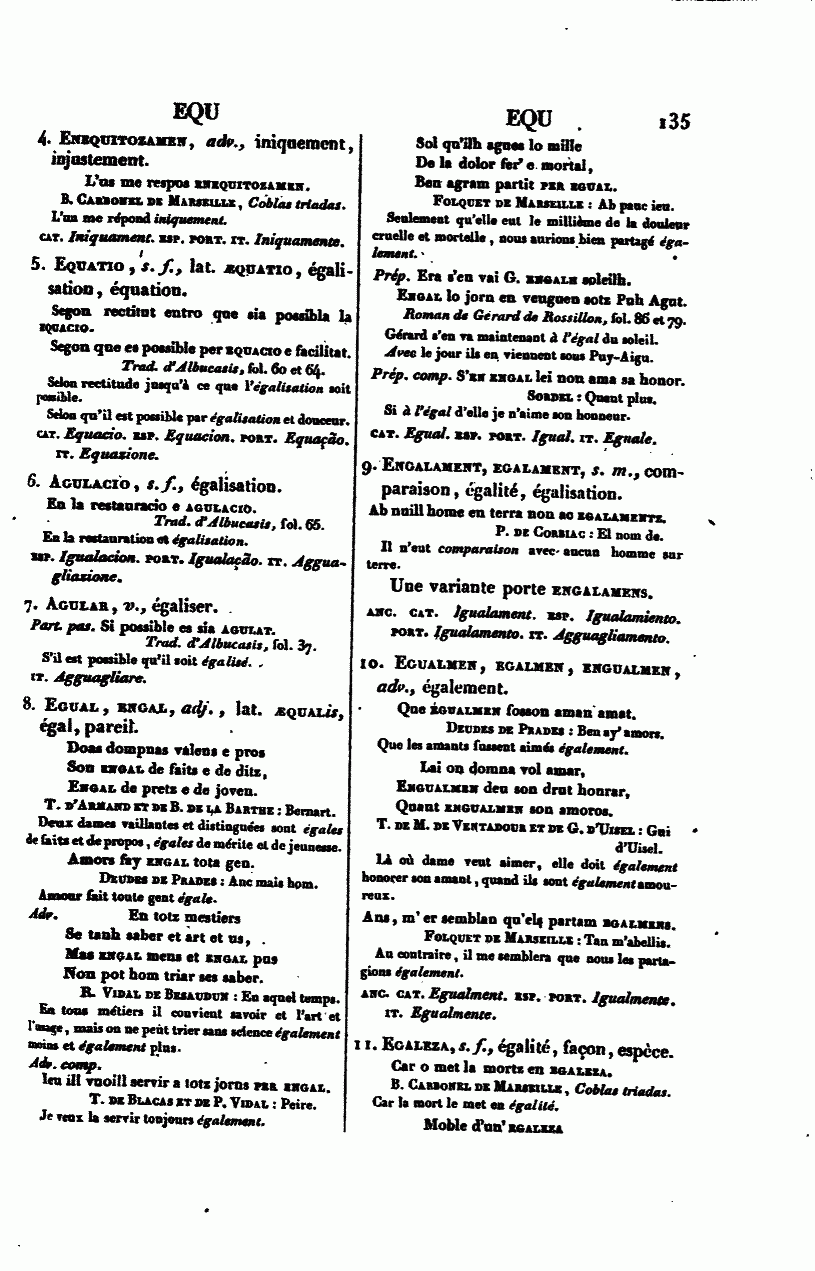 EQU
4. Enequitozamen, adv., iniquement,
injustement.
L'us me respos enequitozamen.
B. Carbonel de Marseille, Coblas triadas.
L'un me répond iniquement.
cat. Iniquament. esp. port. it. Iniquamente.
5. Equatio, s. f., lat. æquatio, égali-
sation, équation.
Segon rectitut entro que sia possibla la
equacio.
Segon que es possible per equacio e facilitat.
Trad. d'Albucasis, fol. 60 et 64.
Selon rectitude jusqu'à ce que l'égalisation soit
possible.
Selon qu'il est possible par égalisation et douceur.
cat. Equacio. esp. Equacion. port. Equação.
it. Equazione.
6. Agulacio, s. f., égalisation.
En la restauracio e agulacio.
Trad. d'Albucasis, fol. 65.
En la restauration et égalisation.
esp. Igualacion. port. Igualação. it. Aggua-
gliazione.
7. Agular, v., égaliser.
Part. pas. Si possible es sia agulat.
Trad. d'Albucasis, fol. 37.
S'il est possible qu'il soit égalisé.
it. Agguagliare.
8. Egual, engal, adj., lat. æqualis,
égal, pareil.
Doas dompnas valens e pros
Son engal de faits e de ditz,
Engal de pretz e de joven.
T. d'Armand et de B. de la Barthe : Bernart.
Deux dames vaillantes et distinguées sont égales
de faits et de propos, égales de mérite et de jeunesse.
Amors fay engal tota gen.
Deudes de Prades : Anc mais hom.
Amour fait toute gent égale.
Adv. En totz mestiers
Se tanh saber et art et us,
Mas engal mens et engal pus
Non pot hom triar ses saber.
R. Vidal de Bezaudun : En aquel temps.
En tous métiers il convient savoir et l'art et
l'usage, mais on ne peût trier sans science également
moins et également plus.
Adv. comp.
Ieu ill vuoill servir a totz jorns per engal.
T. de Blacas et de P. Vidal : Peire.
Je veux la servir toujours également.
EQU 135
Sol qu'ilh agues lo mille
De la dolor fer' e mortal,
Ben agram partit per egual.
Folquet de Marseille : Ab pauc ieu.
Seulement qu'elle eut le millième de la douleur
cruelle et mortelle, nous aurions bien partagé éga-
lement.
Prép. Era s'en vai G. engale soleilh.
Engal lo jorn en venguen sotz Puh Agut.
Roman de Gérard de Rossillon, fol. 86 et 79.
Gérard s'en va maintenant à l'égal du soleil.
Avec le jour ils en viennent sous Puy-Aigu.
Prép. comp. S'en engal lei non ama sa honor.
Sordel : Quant plus.
Si à l'égal d'elle je n'aime son honneur.
cat. Egual. esp. port. Igual. it. Eguale.
9. Engalament, egalament, s. m., com-
paraison, égalité, égalisation.
Ab nuill home en terra non ac egalamentz.
P. de Corbiac : El nom de.
Il n'eut comparaison avec aucun homme sur
terre.
Une variante porte engalamens.
anc. cat. Igualament. esp. Igualamiento.
port. Igualamento. it. Agguagliamento.
10. Egualmen, egalmen, engualmen,
adv., également.
Que egualmen fosson aman amat.
Deudes de Prades : Ben ay' amors.
Que les amants fussent aimés également.
Lai on domna vol amar,
Engualmen deu son drut honrar,
Quant engualmen son amoros.
T. de M. de Ventadour et de G. d'Uisel : Gui
d'Uisel.
Là où dame veut aimer, elle doit également
honorer son amant, quand ils sont également amou-
reux.
Ans, m'er semblan qu'els partam egalmens.
Folquet de Marseille : Tan m'abellis.
Au contraire, il me semblera que nous les parta-
gions également.
anc. cat. Egualment. esp. port. Igualmente.
it. Egualmente.
11. Egaleza, s. f., égalité, façon, espèce.
Car o met la mortz en egaleza.
B. Carbonel de Marseille, Coblas triadas.
Car la mort le met en égalité.
Moble d'un' egaleza